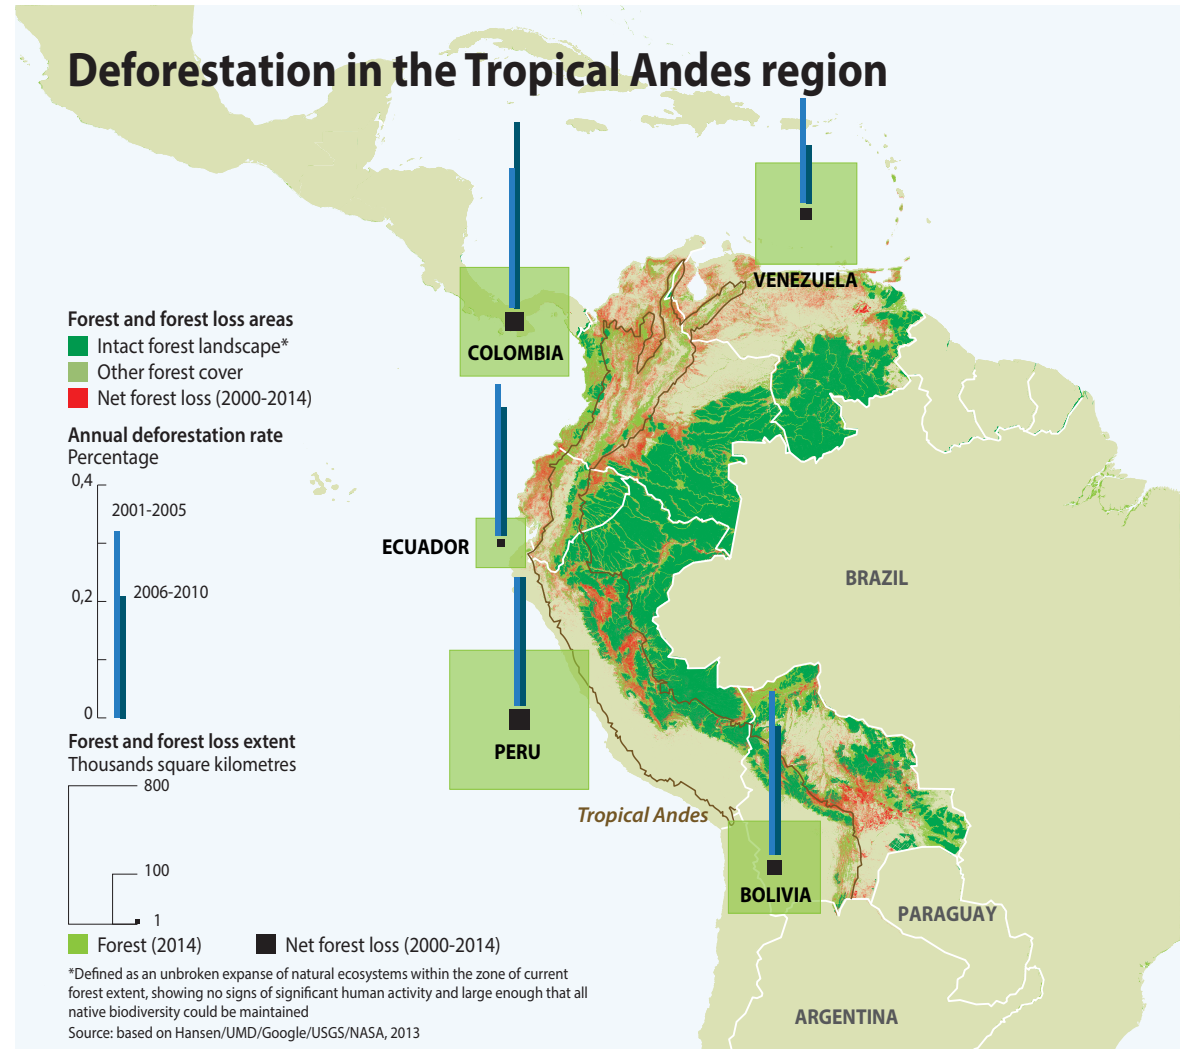 Deforestation in the Tropical Andes region
VENEZUELA
COLOMBIA
Forest and forest loss areas
Intact forest landscape*
Other forest cover
Net forest loss (2000-2014)
Annual deforestation rate
Percentage
0,4
2001-2005
2006-2010
0,2
0
ECUADOR
BRAZIL
PERU
Forest and forest loss extent
Thousands square kilometres
800
100
1
Tropical Andes
BOLIVIA
PARAGUAY
Forest (2014)
Net forest loss (2000-2014)
*Defined as an unbroken expanse of natural ecosystems within the zone of current
forest extent, showing no signs of significant human activity and large enough that all
native biodiversity could be maintained
Source: based on Hansen/UMD/Google/USGS/NASA, 2013
ARGENTINA